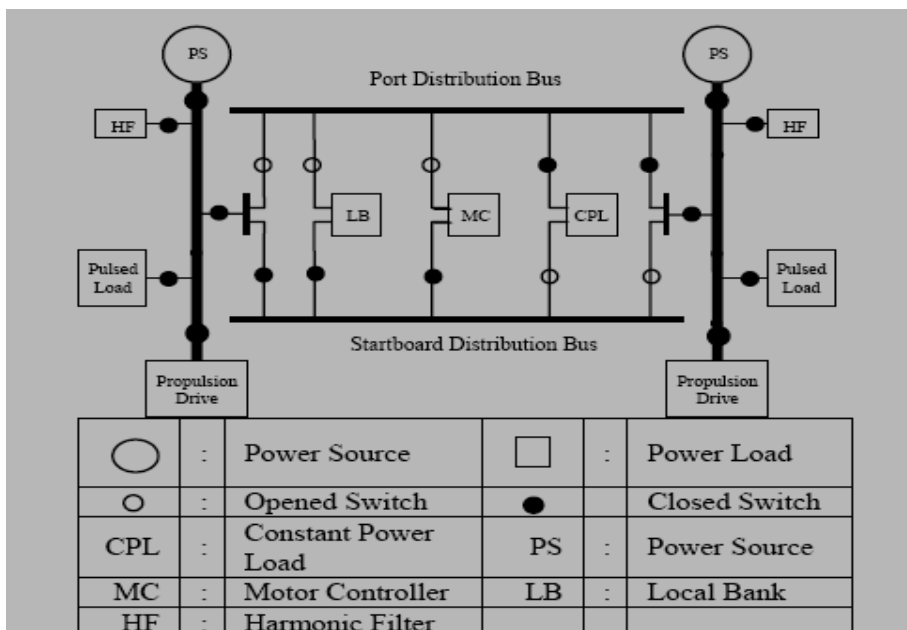 PS
PS
Port Distribution Bus
HF
HF
LB
MC
CPL
Pulsed
Load
Pulsed
Load
Startboard Distribution Bus
Propulsion
Drive
Propulsion
Drive
: Power Source : Power Load
: Opened Switch : Closed Switch
CPL : Constant Power
Load PS : Power Source
MC : Motor Controller LB : Local Bank
HF : Harmonic Filter